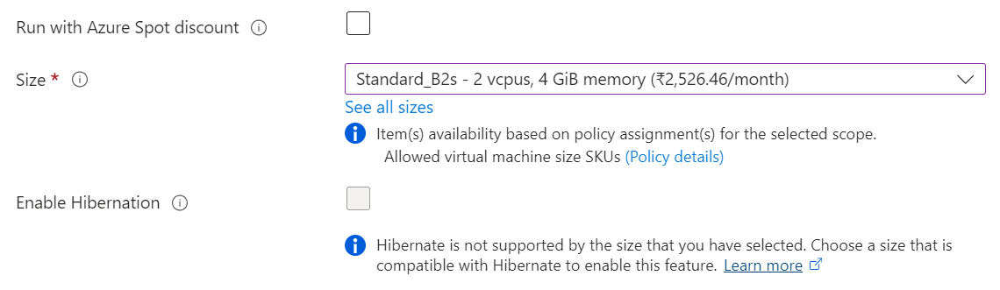 Run with Azure Spot discount
Size *
Standard_B2s - 2 vcpus, 4 GiB memory (₹2,526.46/month)
See all sizes
Item(s) availability based on policy assignment(s) for the selected scope.
Allowed virtual machine size SKUs (Policy details)
Enable Hibernation
Hibernate is not supported by the size that you have selected. Choose a size that is
compatible with Hibernate to enable this feature. Learn more